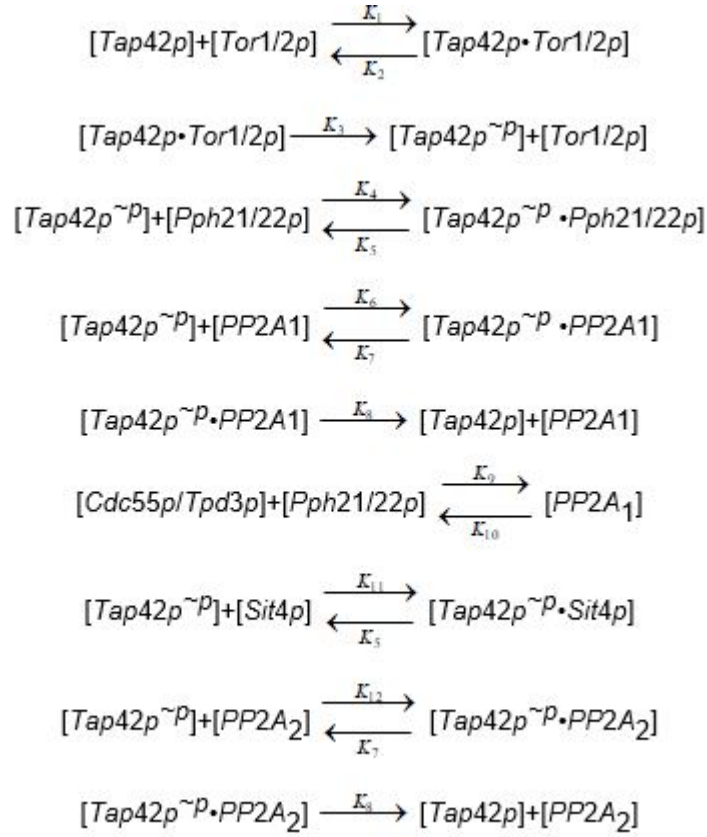 [Tap42p]+[Tor1/2p] K1 K2 [Tap42p•Tor1/2p]
[Tap42p•Tor1/2p] K3 [Tap42p~p]+[Tor1/2p]
[Tap42p~p]+[Pph21/22p] K4 K5 [Tap42p~p •Pph21/22p]
[Tap42p~p]+[PP2A1] K6 K7 [Tap42p~p •PP2A1]
[Tap42p~p•PP2A1] K8 [Tap42p]+[PP2A1]
[Cdc55p/Tpd3p]+[Pph21/22p] K9 K10 [PP2A1]
[Tap42p~p]+[Sit4p] K11 K5 [Tap42p~p•Sit4p]
[Tap42p~p]+[PP2A2] K12 K7 [Tap42p~p•PP2A2]
[Tap42p~p•PP2A2] K8 [Tap42p]+[PP2A2]